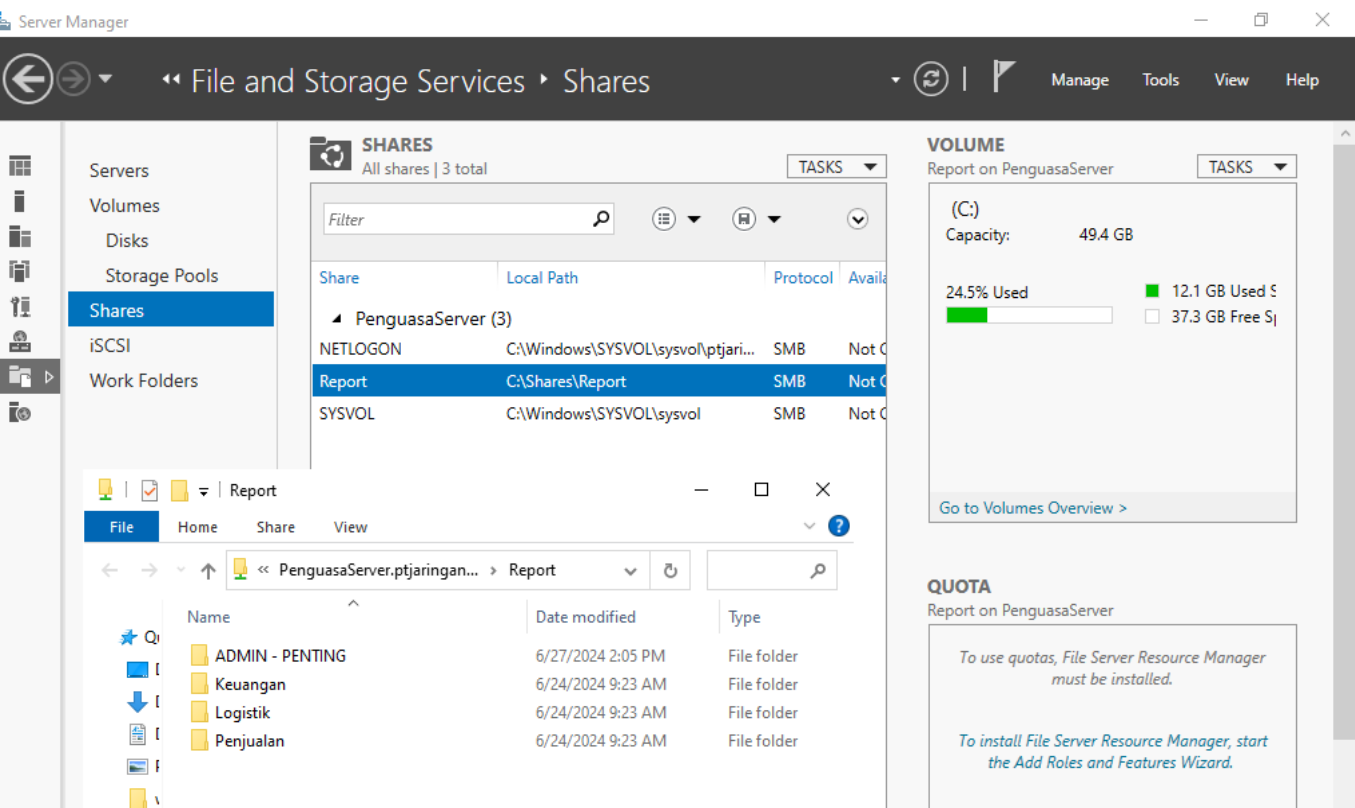 Server Manager
File and Storage Services Shares
Manage Tools View Help
Servers
Volumes
Disks
Storage Pools
Shares
iSCSI
Work Folders
SHARES
All shares | 3 total
TASKS
Filter
Share Local Path Protocol Availa
PenguasaServer (3)
NETLOGON C:\Windows\SYSVOL\sysvol\ptjari... SMB Not
Report C:\Shares\Report SMB Not
SYSVOL C:\Windows\SYSVOL\sysvol SMB Not
VOLUME
Report on PenguasaServer
TASKS
(C:)
Capacity: 49.4 GB
24.5% Used
12.1 GB Used S
37.3 GB Free Sp
Go to Volumes Overview >
QUOTA
Report on PenguasaServer
To use quotas, File Server Resource Manager
must be installed.
To install File Server Resource Manager, start
the Add Roles and Features Wizard.
Report
File Home Share View
« PenguasaServer.ptjaringan... › Report
Name Date modified Type
ADMIN - PENTING 6/27/2024 2:05 PM File folder
Keuangan 6/24/2024 9:23 AM File folder
Logistik 6/24/2024 9:23 AM File folder
Penjualan 6/24/2024 9:23 AM File folder